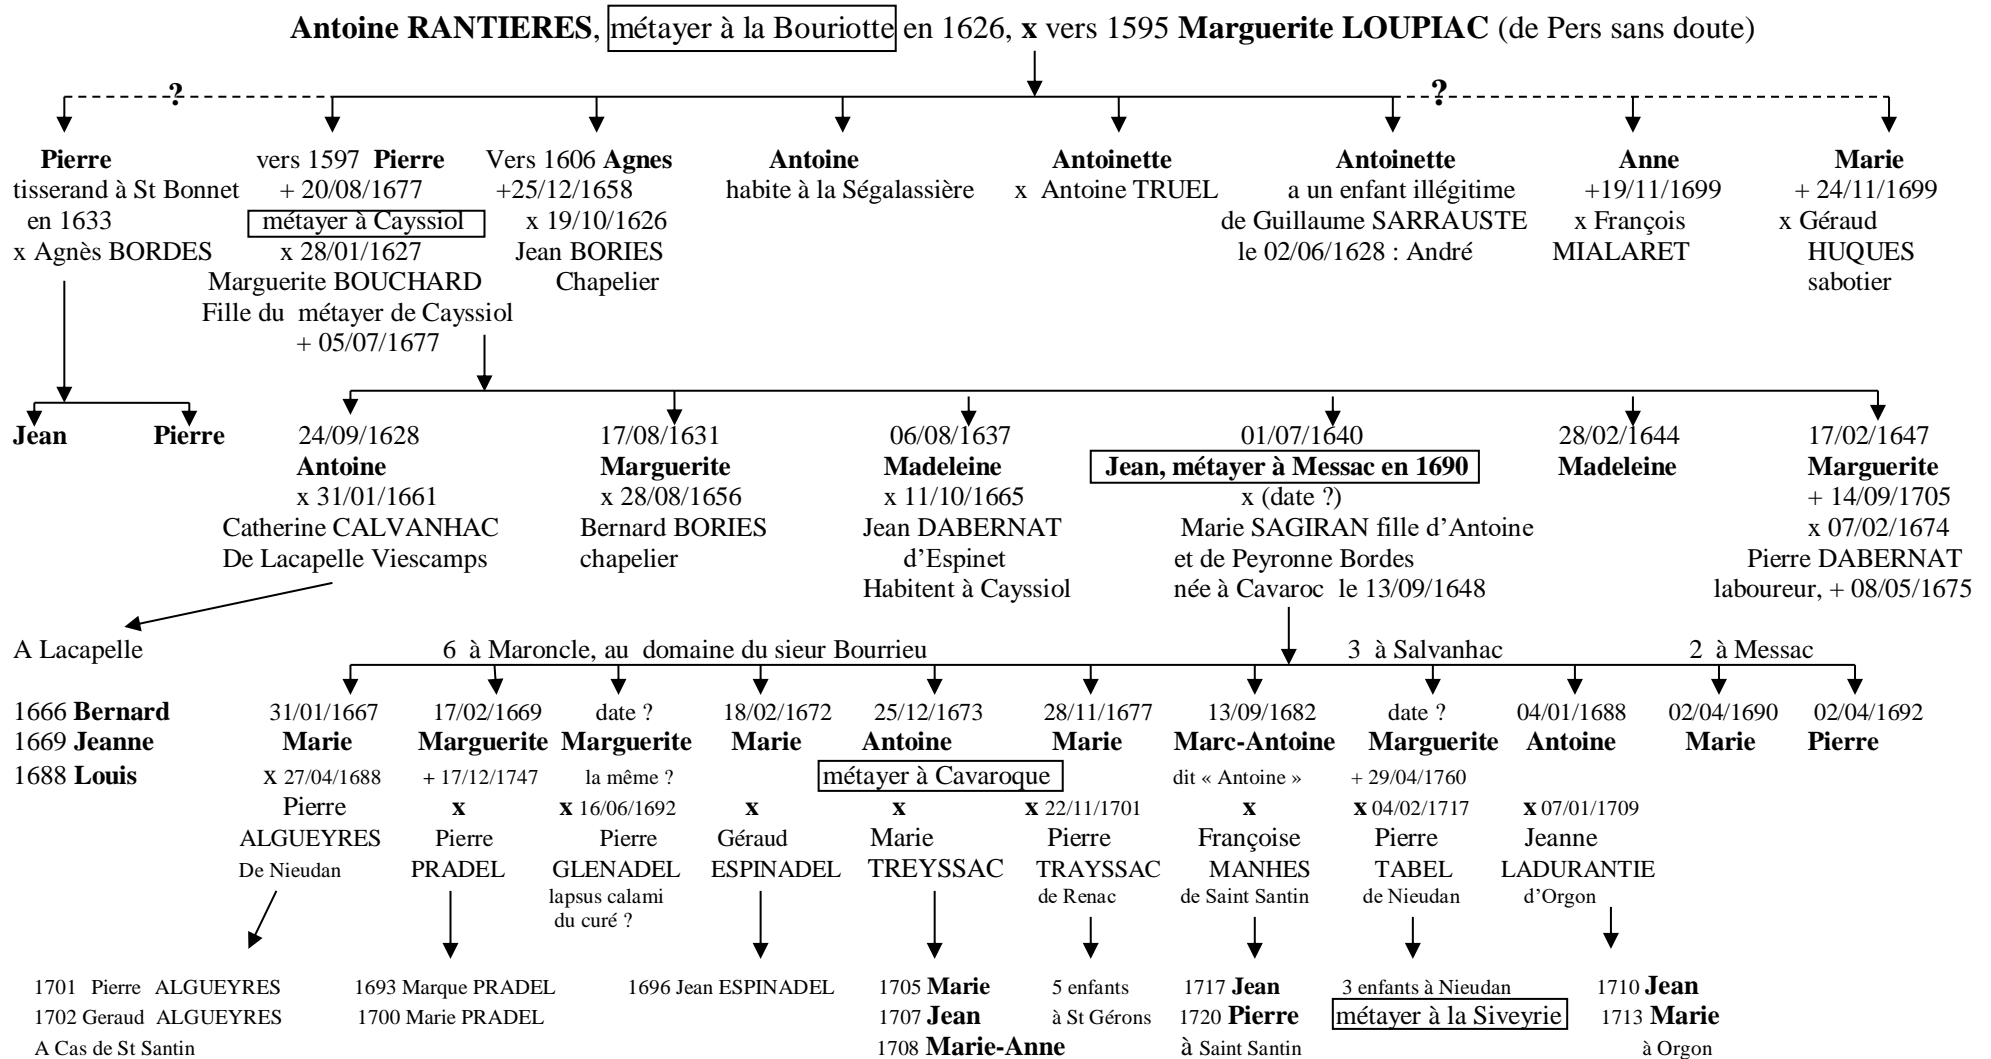 Antoine RANTIERES, métayer à la Bouriotte en 1626, x vers 1595 Marguerite LOUPIAC (de Pers sans doute)
? ?
Pierre
tisserand à St Bonnet
en 1633
x Agnès BORDES
vers 1597 Pierre
+ 20/08/1677
métayer à Cayssiol
x 28/01/1627
Marguerite BOUCHARD
Fille du métayer de Cayssiol
+ 05/07/1677
Vers 1606 Agnes
+25/12/1658
x 19/10/1626
Jean BORIES
Chapelier
Antoine
habite à la Ségalassière
Antoinette
x Antoine TRUEL
Antoinette
a un enfant illégitime
de Guillaume SARRAUSTE
le 02/06/1628 : André
Anne
+19/11/1699
x François
MIALARET
Marie
+ 24/11/1699
x Géraud
HUQUES
sabotier
Jean Pierre
24/09/1628
Antoine
x 31/01/1661
Catherine CALVANHAC
De Lacapelle Viescamps
17/08/1631
Marguerite
x 28/08/1656
Bernard BORIES
chapelier
06/08/1637
Madeleine
x 11/10/1665
Jean DABERNAT
d'Espinet
Habitent à Cayssiol
01/07/1640
Jean, métayer à Messac en 1690
x (date ?)
Marie SAGIRAN fille d'Antoine
et de Peyronne Bordes
née à Cavaroc le 13/09/1648
28/02/1644
Madeleine
17/02/1647
Marguerite
+ 14/09/1705
x 07/02/1674
Pierre DABERNAT
laboureur, + 08/05/1675
A Lacapelle
6 à Maroncle, au domaine du sieur Bourrieu
3 à Salvanhac
2 à Messac
1666 Bernard
1669 Jeanne
1688 Louis
31/01/1667
Marie
x 27/04/1688
Pierre
ALGUEYRES
De Nieudan
17/02/1669
Marguerite
+ 17/12/1747
x
Pierre
PRADEL
date ?
Marguerite
la même ?
x 16/06/1692
Pierre
GLENADEL
lapsus calami
du curé ?
18/02/1672
Marie
x
Géraud
ESPINADEL
25/12/1673
Antoine
métayer à Cavaroque
x
Marie
TREYSSAC
28/11/1677
Marie
x 22/11/1701
Pierre
TRAYSSAC
de Renac
13/09/1682
Marc-Antoine
dit « Antoine »
x
Françoise
MANHES
de Saint Santin
date ?
Marguerite
+ 29/04/1760
x 04/02/1717
Pierre
TABEL
de Nieudan
04/01/1688
Antoine
x 07/01/1709
Jeanne
LADURANTIE
d'Orgon
02/04/1690
Marie
02/04/1692
Pierre
1701 Pierre ALGUEYRES
1702 Geraud ALGUEYRES
A Cas de St Santin
1693 Marque PRADEL
1700 Marie PRADEL
1696 Jean ESPINADEL
1705 Marie
1707 Jean
1708 Marie-Anne
5 enfants
à St Gérons
1717 Jean
1720 Pierre
à Saint Santin
3 enfants à Nieudan
métayer à la Siveyrie
1710 Jean
1713 Marie
à Orgon